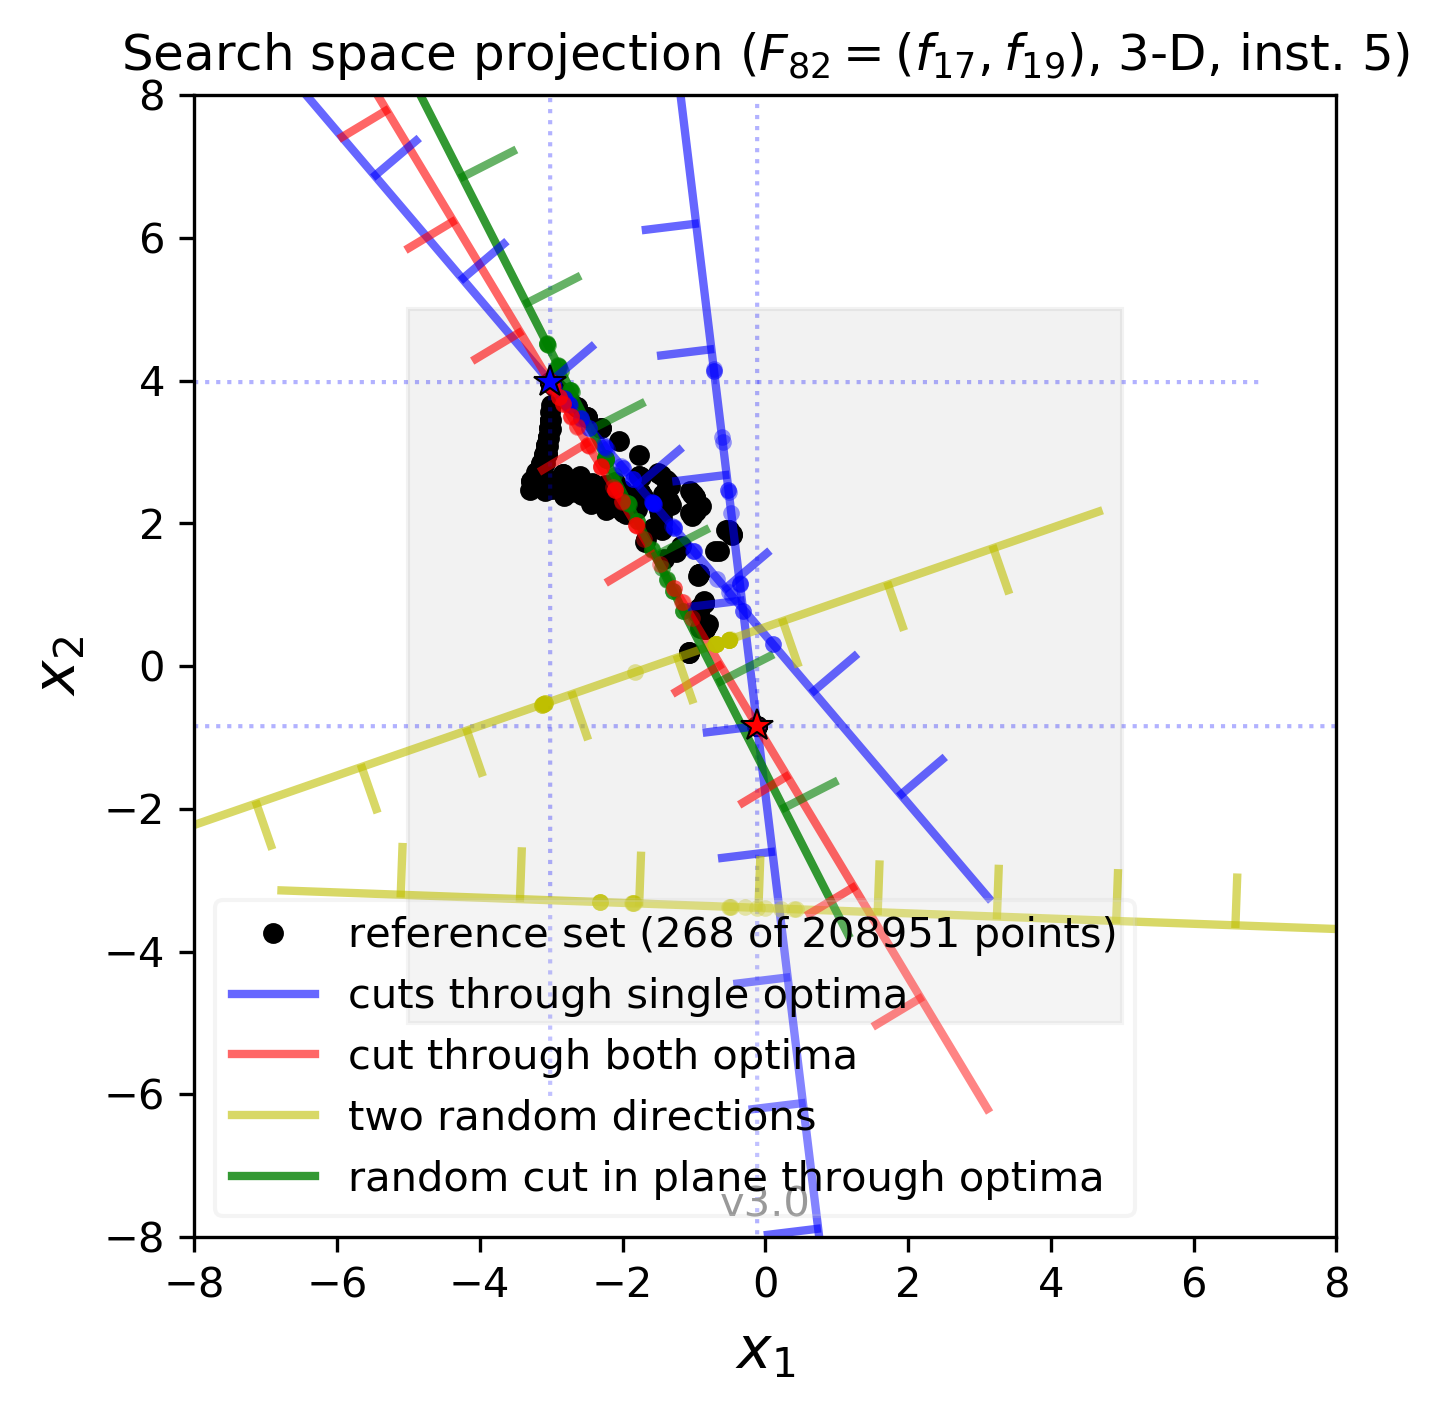 Search space projection (F82 = (f17, f19), 3-D, inst. 5)
8
6
4
2
0
−2
−4
−6
−8
x2
reference set (268 of 208951 points)
cuts through single optima
cut through both optima
two random directions
random cut in plane through optima
v3.0
−8 −6 −4 −2 0 2 4 6 8
x1